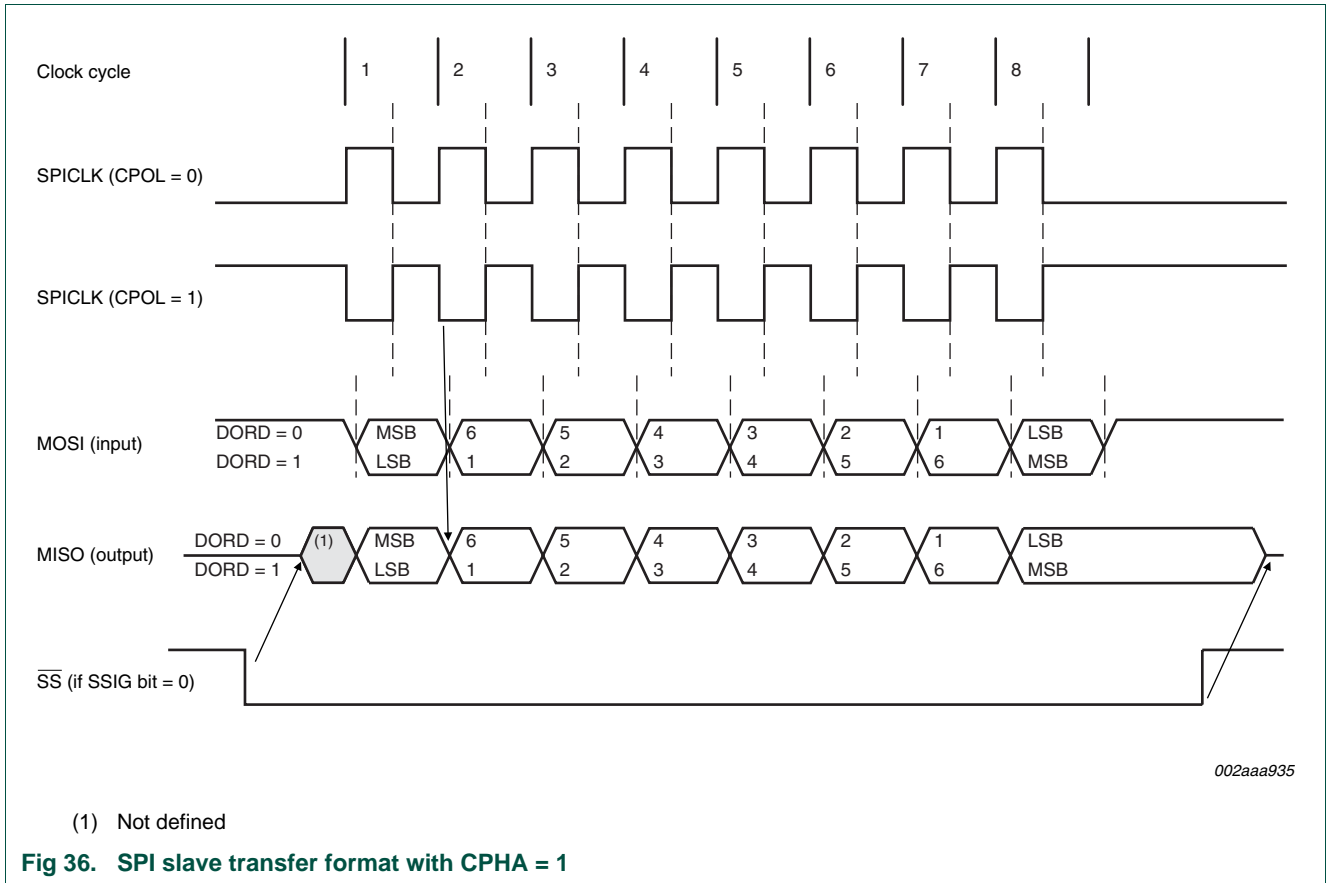 Clock cycle 1 2 3 4 5 6 7 8
SPICLK (CPOL = 0)
SPICLK (CPOL = 1)
MOSI (input)
DORD = 0 MSB 6 5 4 3 2 1 LSB
DORD = 1 LSB 1 2 3 4 5 6 MSB
MISO (output)
DORD = 0 (1) MSB 6 5 4 3 2 1 LSB
DORD = 1 LSB 1 2 3 4 5 6 MSB
SS (if SSIG bit = 0)
002aaa935
(1) Not defined
Fig 36. SPI slave transfer format with CPHA = 1